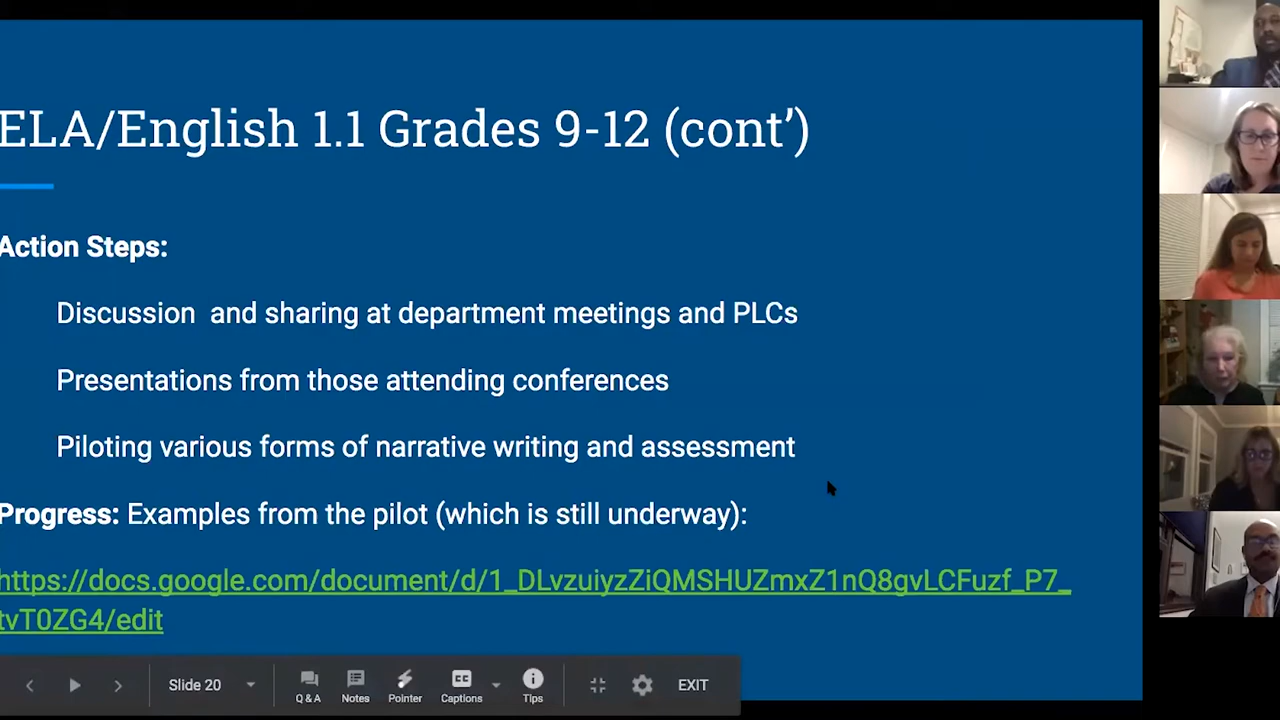 ELA/English 1.1 Grades 9-12 (cont’)
Action Steps:
Discussion  and sharing at department meetings and PLCs
Presentations from those attending conferences
Piloting various forms of narrative writing and assessment
Progress: Examples from the pilot (which is still underway):
https://docs.google.com/document/d/1_DLvzuiyzZiQMSHUZmxZ1nQ8gvLCFuzf_P7_
tvT0ZG4/edit
Slide 20
Q & A
Notes
Pointer
CC
Captions
Tips
EXIT